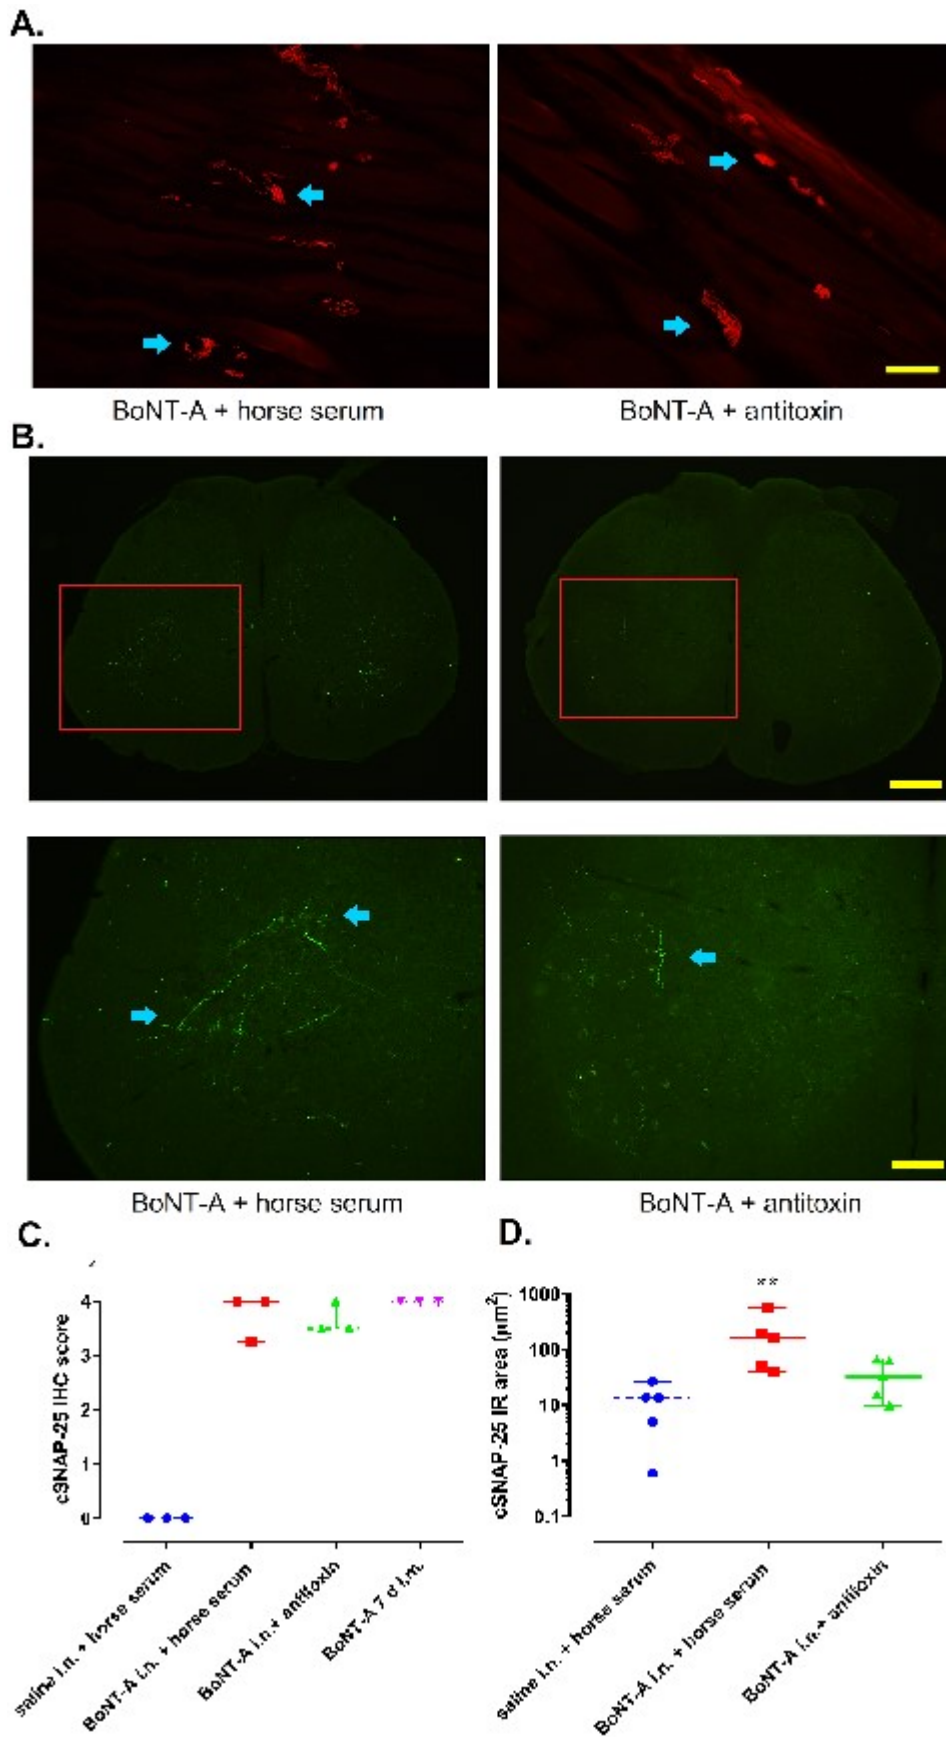 A.
BoNT-A + horse serum
BoNT-A + antitoxin
B.
BoNT-A + horse serum
BoNT-A + antitoxin
C.
D.
cSNAP-25 IHC score
4
3
2
1
0
saline i.n. + horse serum
BoNT-A i.n. + horse serum
BoNT-A i.n. + antitoxin
BoNT-A 7 d i.m.
**
cSNAP-25 IR area (µm²)
1000
100
10
1
0.1
saline i.n. + horse serum
BoNT-A i.n. + horse serum
BoNT-A i.n. + antitoxin